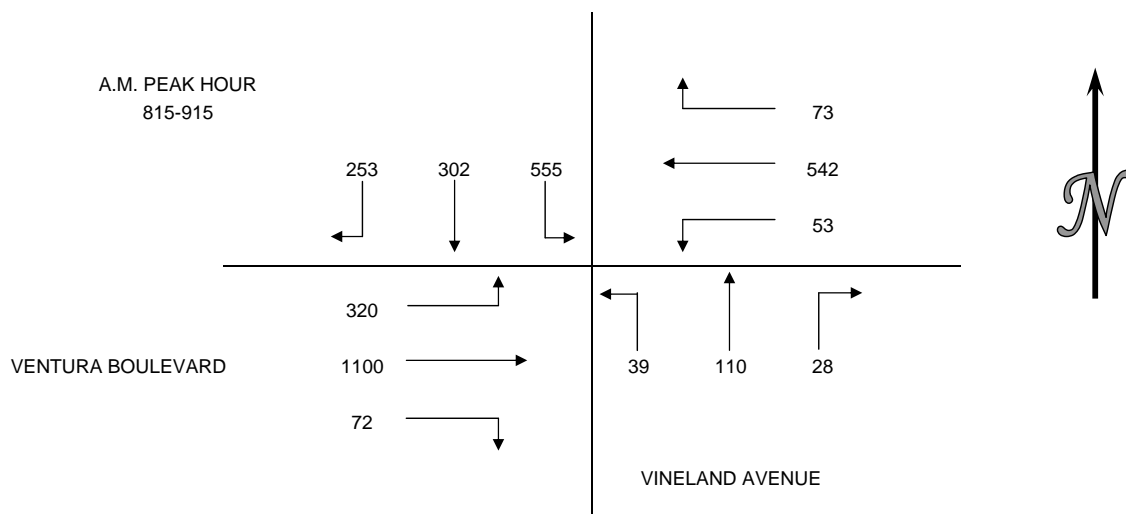 A.M. PEAK HOUR
815-915
73
253 302 555
542
53
320
VENTURA BOULEVARD 1100
39 110 28
72
VINELAND AVENUE
N